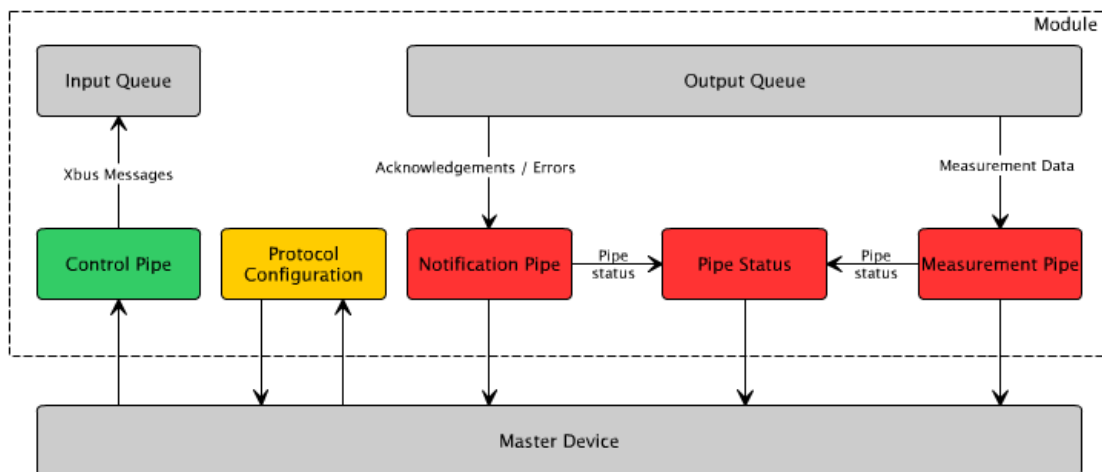 Module
Input Queue
Output Queue
Xbus Messages
Acknowledgements / Errors
Measurement Data
Control Pipe
Protocol
Configuration
Notification Pipe
Pipe
status
Pipe Status
Pipe
status
Measurement Pipe
Master Device